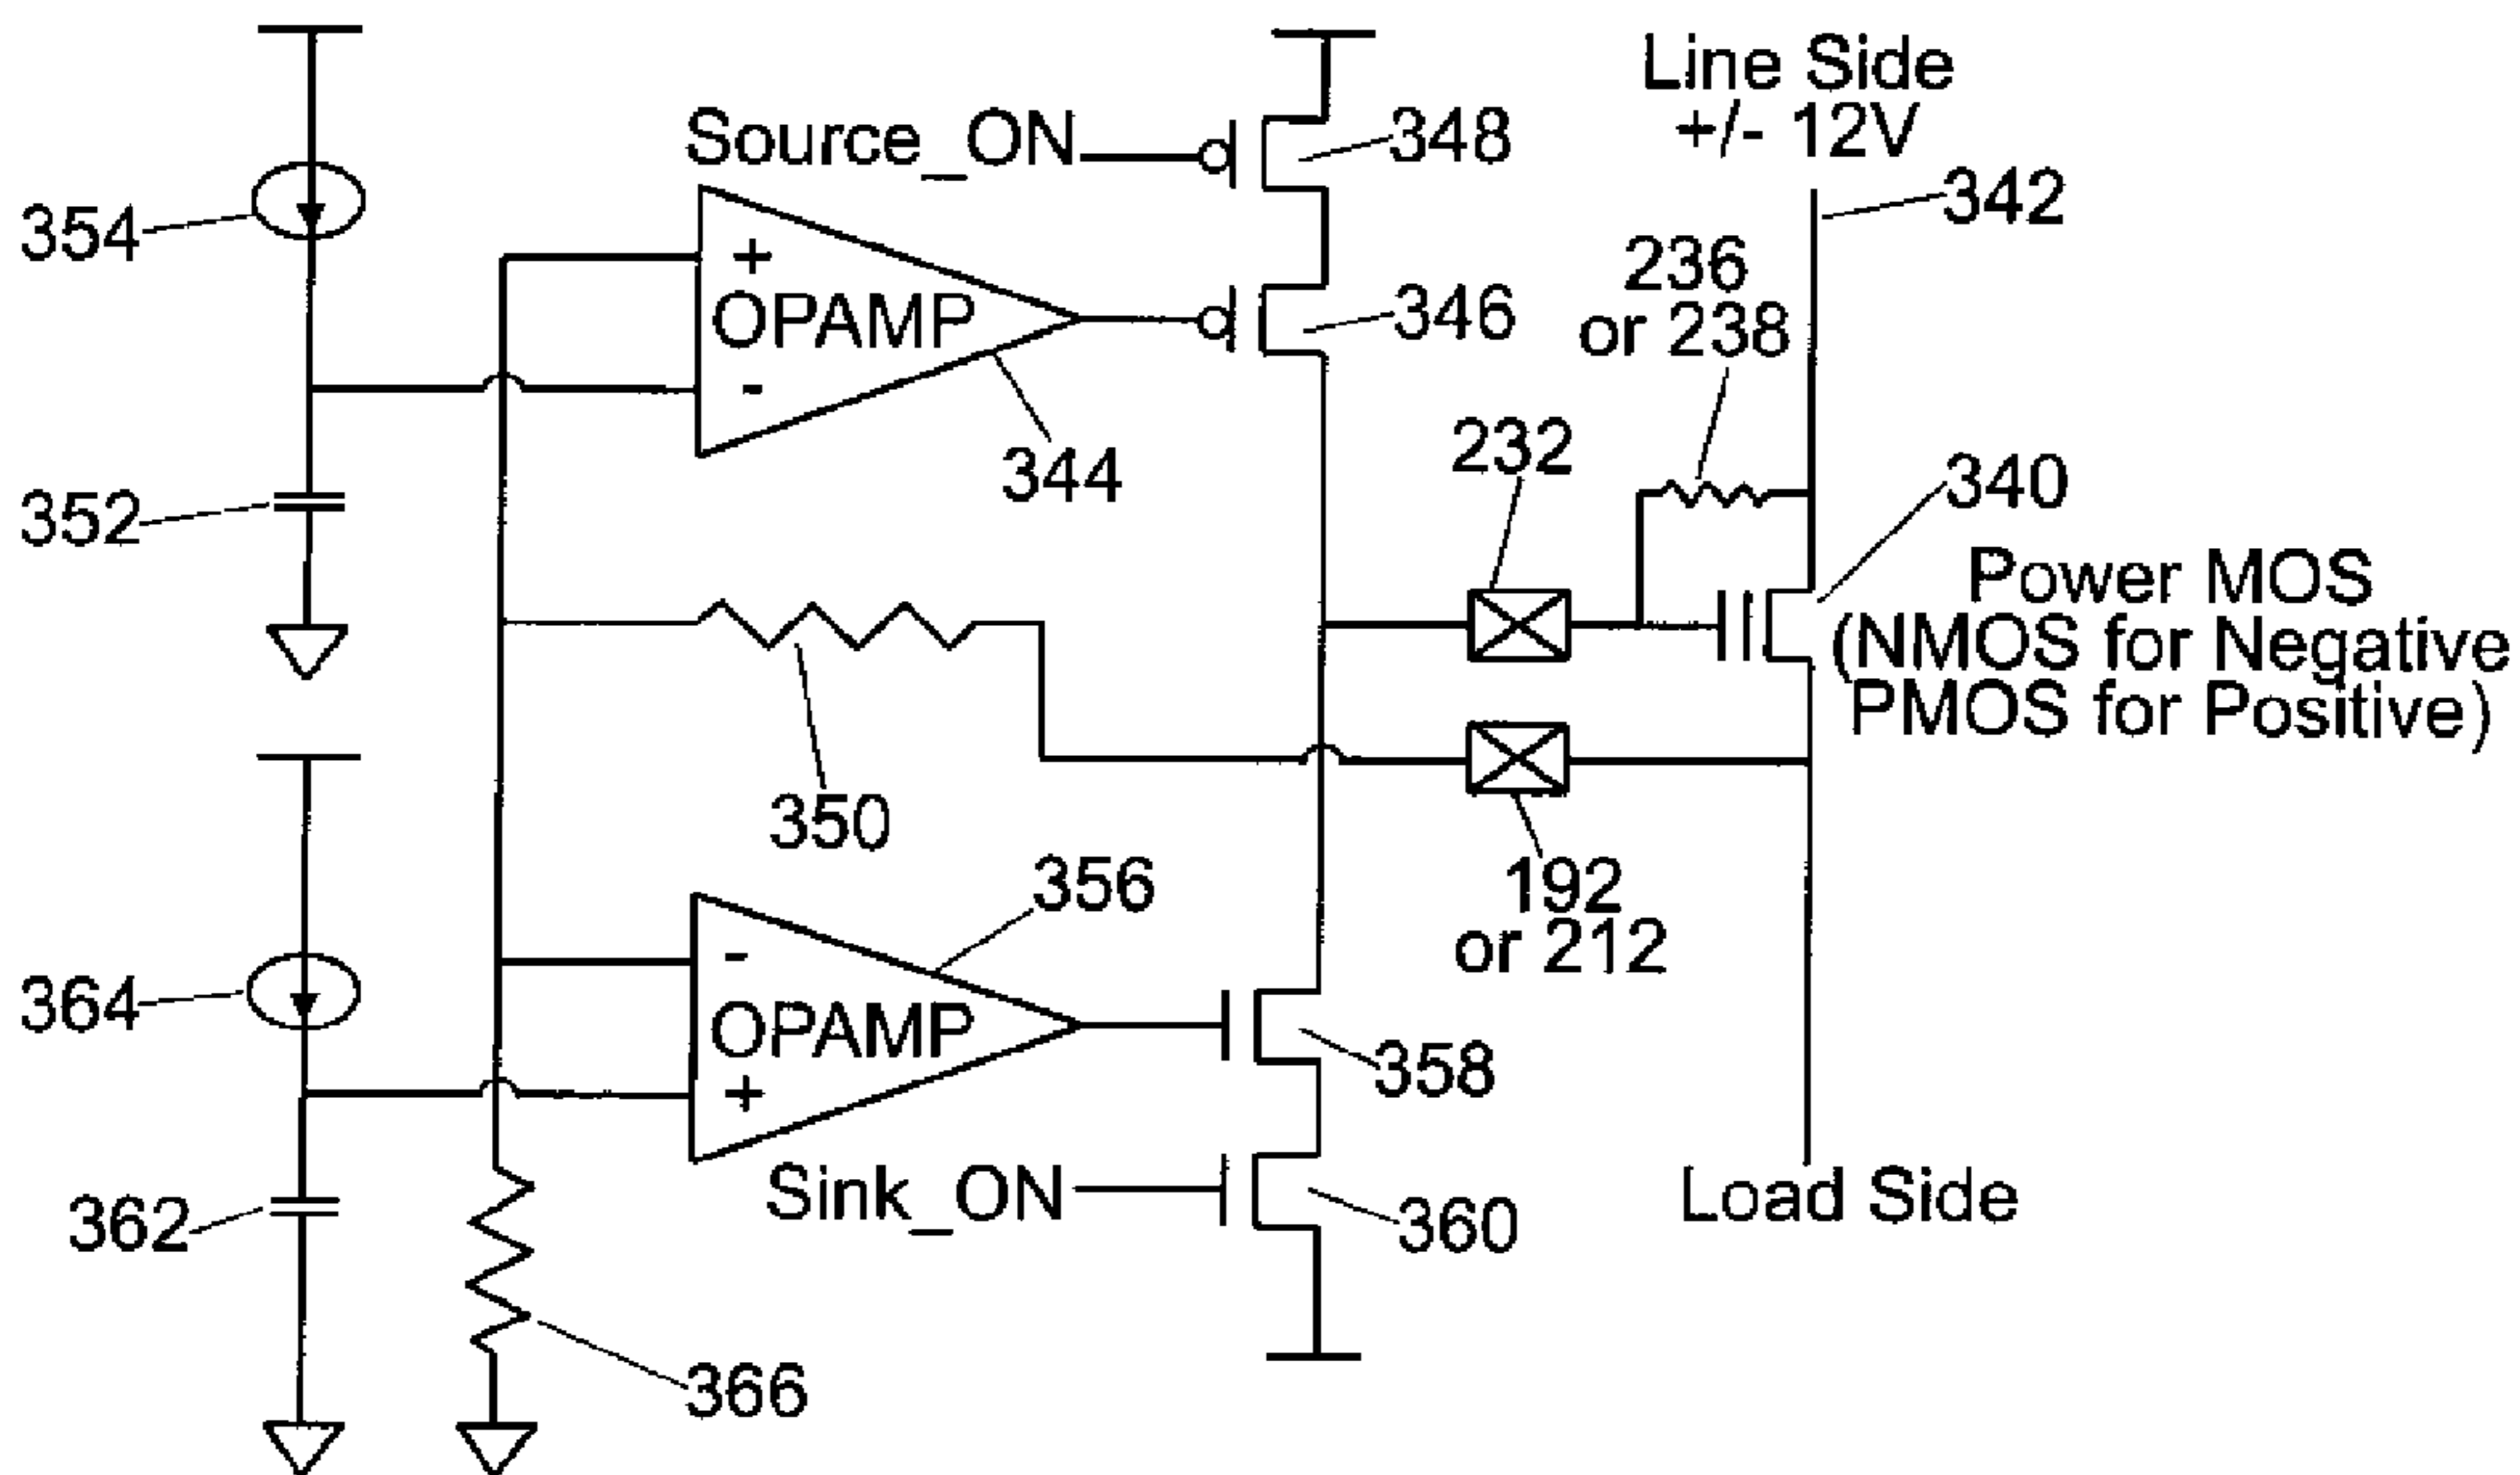 Line Side
+/- 12V
Source_ON
348
342
354
+
OPAMP
-
346
236
or 238
344
232
340
352
Power MOS
(NMOS for Negative
PMOS for Positive)
350
192
or 212
356
364
-
OPAMP
+
358
362
Sink_ON
360
Load Side
366